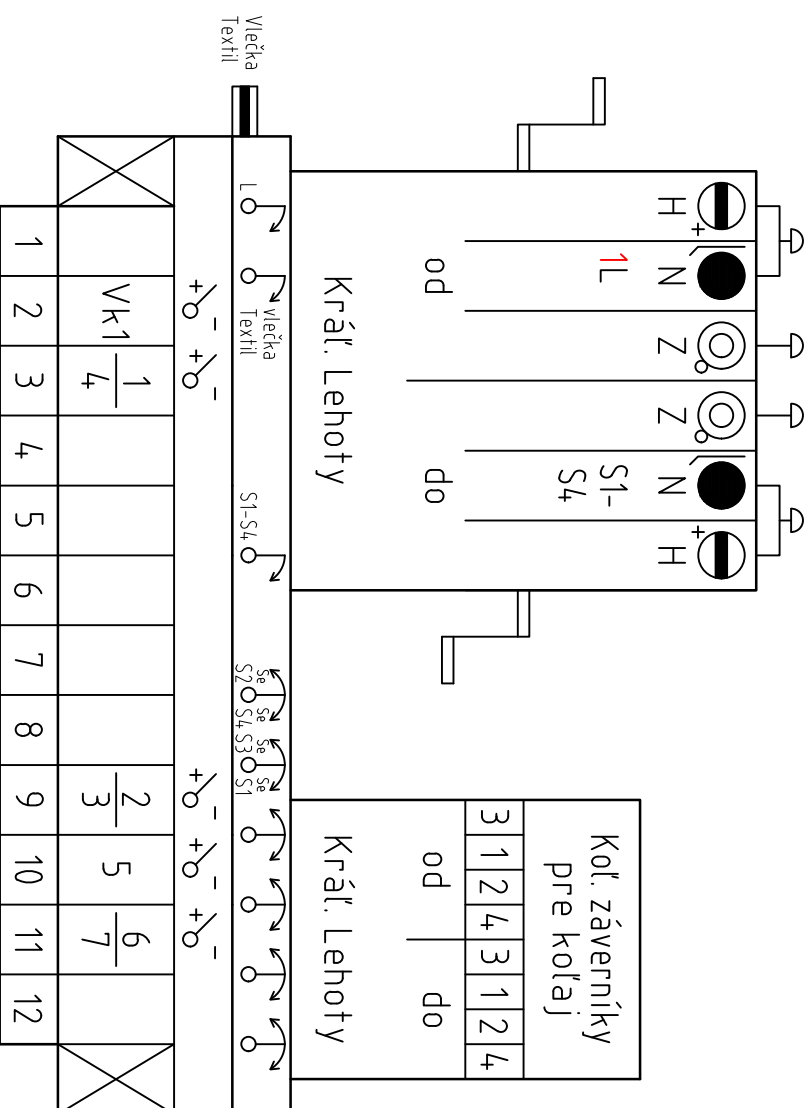 H + N Z Z N H +
1L
S1-
S4
od do
Kráľ. Lehoty
Koľ. záverníky
pre koľaj
3 1 2 4 3 1 2 4
od do
Kráľ. Lehoty
Vlečka
Textil
L
vlečka
Textil
S1-S4
Se Se Se Se
S2 S4 S3 S1
+ - + - + - + - + -
Vk1
1
4
2
3
5
6
7
1 2 3 4 5 6 7 8 9 10 11 12